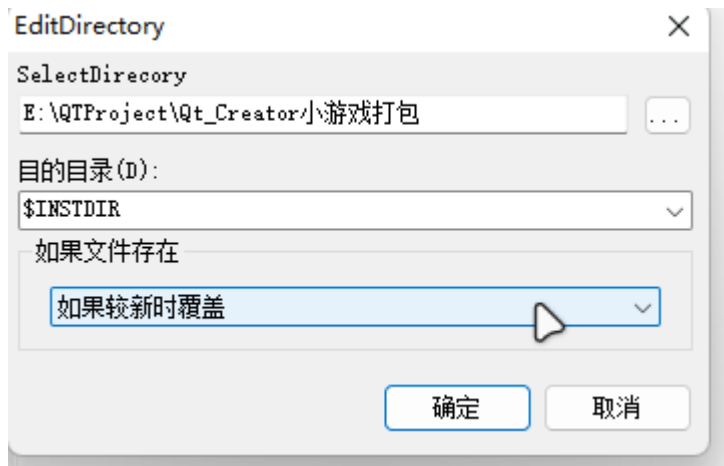 EditDirectory
SelectDirecory
E:\QTProject\Qt_Creator小游戏打包
...
目的目录(D):
$INSTDIR
如果文件存在
如果较新时覆盖
确定
取消